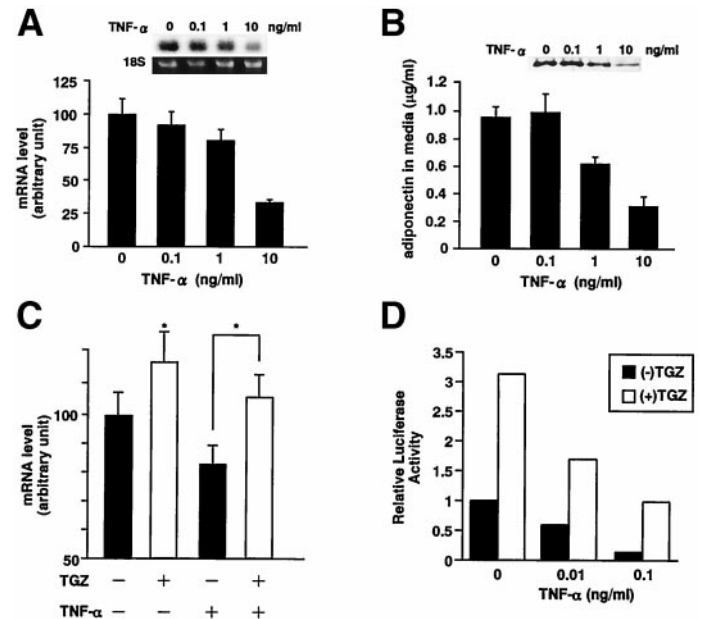 A
TNF-α 0 0.1 1 10 ng/ml
18S
mRNA level
(arbitrary unit)
125
100
75
50
25
0
0 0.1 1 10
TNF-α (ng/ml)
B
TNF-α 0 0.1 1 10 ng/ml
adiponectin in media (μg/ml)
1.2
1.0
0.8
0.6
0.4
0.2
0
0 0.1 1 10
TNF-α (ng/ml)
C
mRNA level
(arbitrary unit)
100
50
* *
TGZ − + − +
TNF-α − − + +
D
Relative Luciferase
Activity
3.5
3
2.5
2
1.5
1
0.5
0
(-)TGZ
(+)TGZ
0 0.01 0.1
TNF-α (ng/ml)